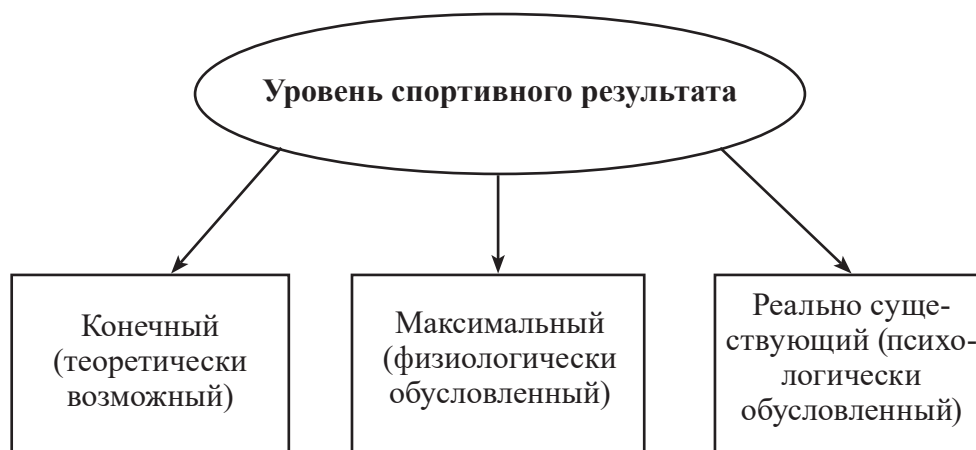 Уровень спортивного результата
Конечный
(теоретически
возможный)
Максимальный
(физиологически
обусловленный)
Реально суще-
ствующий (психо-
логически
обусловленный)